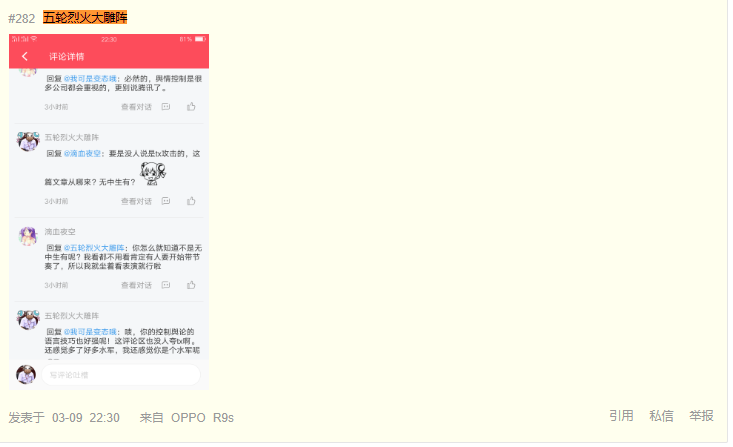 #282 五轮烈火大雕阵
22:30 81%
评论详情
回复 @我可是变态哦：必然的，舆情控制是很
多公司都会重视的，更别说腾讯了。
3小时前 查看对话
五轮烈火大雕阵
回复 @滴血夜空：要是没人说是tx攻击的，这
篇文章从哪来？无中生有？
3小时前 查看对话
滴血夜空
回复 @五轮烈火大雕阵：你怎么就知道不是无
中生有呢？我看都不用看肯定有人要开始带节
奏了，所以我就坐着看表演就行啦
3小时前 查看对话
五轮烈火大雕阵
回复 @我可是变态哦：啧，你的控制舆论的
语言技巧也好强呢！这评论区也没人夸tx啊。
还感觉多了好多水军，我还感觉你是个水军呢
写评论吐槽
发表于 03-09 22:30 来自 OPPO R9s
引用 私信 举报